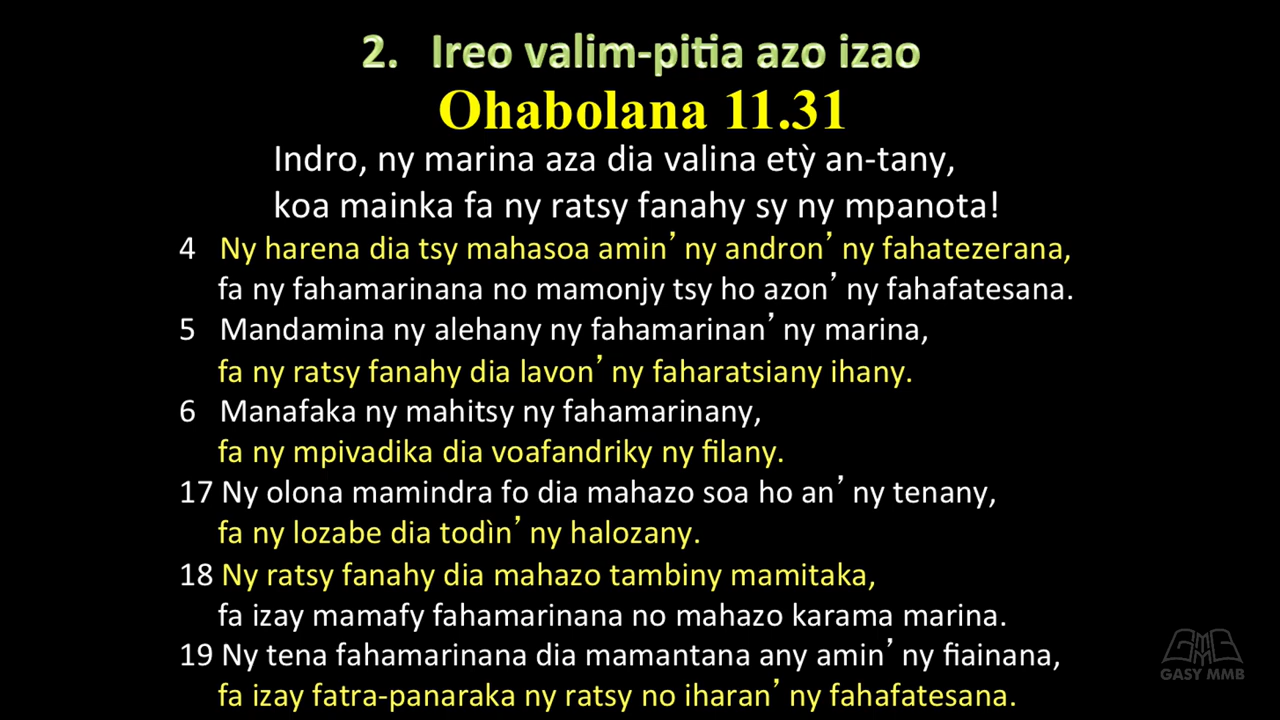 2. Ireo valim-pitia azo izao
Ohabolana 11.31
Indro, ny marina aza dia valina etỳ an-tany,
koa mainka fa ny ratsy fanahy sy ny mpanota!
4 Ny harena dia tsy mahasoa amin’ ny andron’ ny fahatezerana,
fa ny fahamarinana no mamonjy tsy ho azon’ ny fahafatesana.
5 Mandamina ny alehany ny fahamarinan’ ny marina,
fa ny ratsy fanahy dia lavon’ ny faharatsiany ihany.
6 Manafaka ny mahitsy ny fahamarinany,
fa ny mpivadika dia voafandriky ny filany.
17 Ny olona mamindra fo dia mahazo soa ho an’ ny tenany,
fa ny lozabe dia todìn’ ny halozany.
18 Ny ratsy fanahy dia mahazo tambiny mamitaka,
fa izay mamafy fahamarinana no mahazo karama marina.
19 Ny tena fahamarinana dia mamantana any amin’ ny fiainana,
fa izay fatra-panaraka ny ratsy no iharan’ ny fahafatesana.
GASY MMB